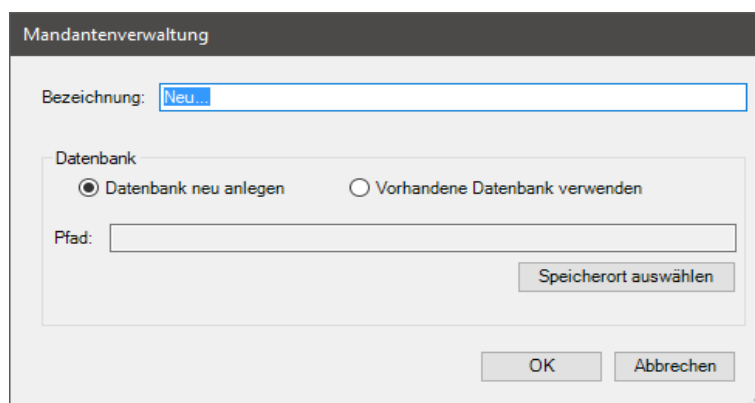 Mandantenverwaltung
Bezeichnung: Neu...
Datenbank
Datenbank neu anlegen Vorhandene Datenbank verwenden
Pfad:
Speicherort auswählen
OK Abbrechen